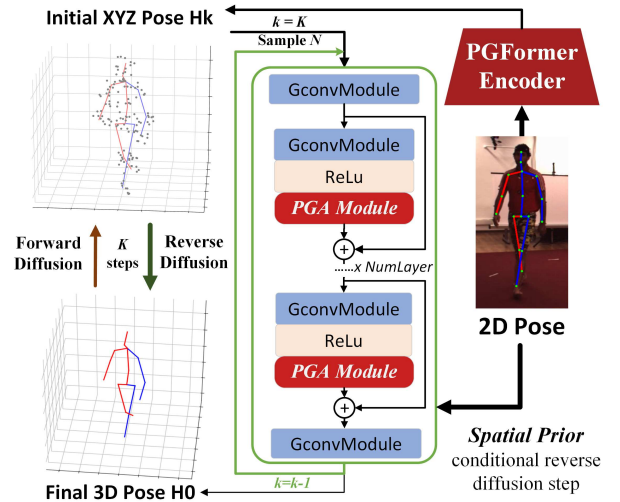 Initial XYZ Pose Hk
k = K
Sample N
PGFormer
Encoder
GconvModule
GconvModule
ReLu
PGA Module
+
......x NumLayer
Forward
Diffusion
K
steps
Reverse
Diffusion
GconvModule
ReLu
PGA Module
+
GconvModule
2D Pose
Spatial Prior
conditional reverse
diffusion step
k=k-1
Final 3D Pose H0